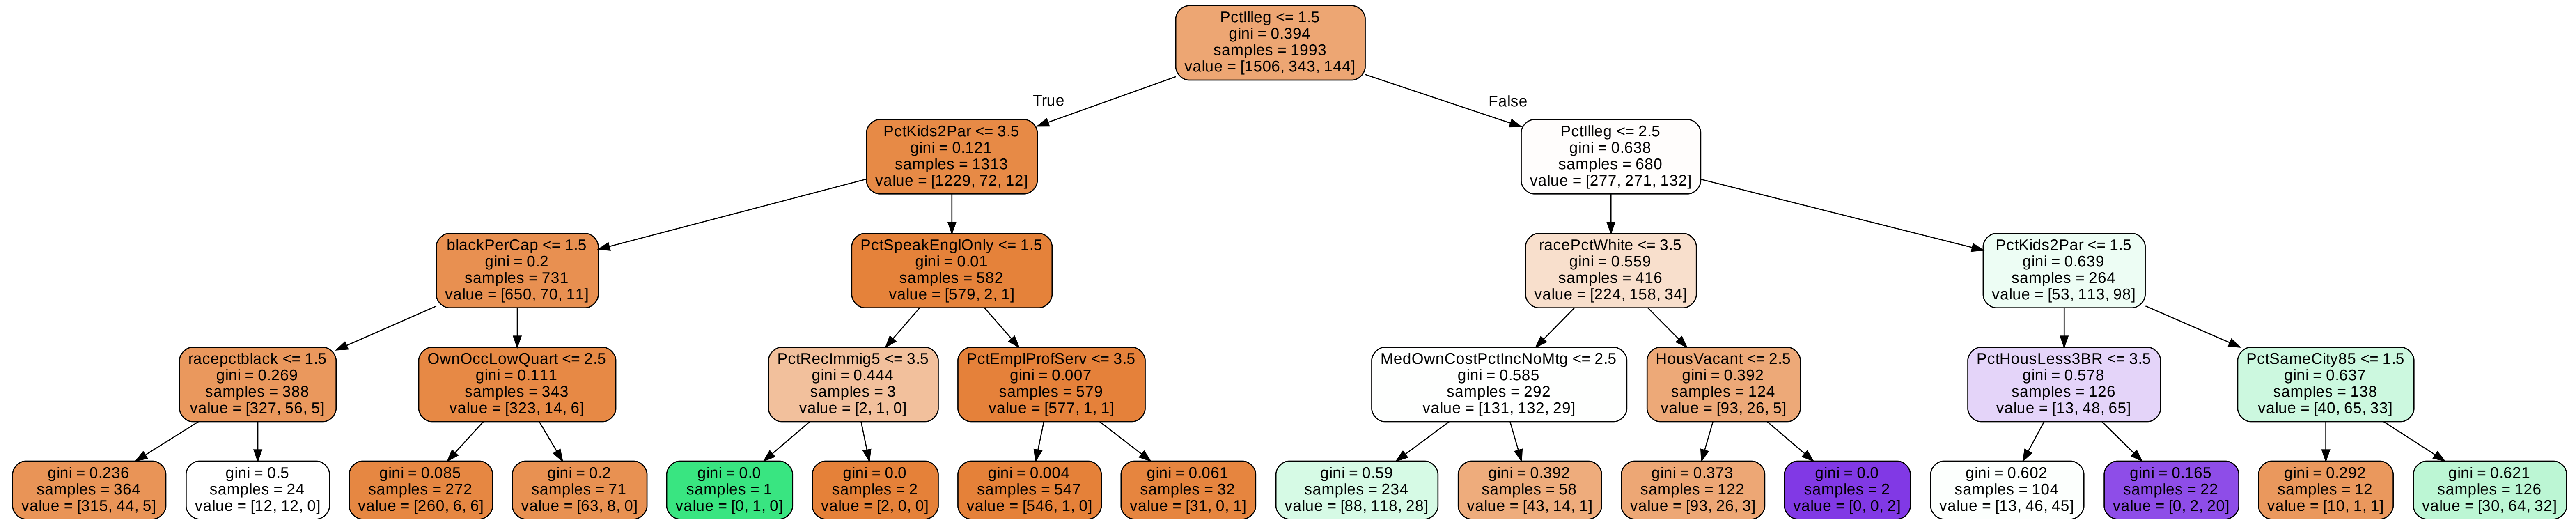 PctIlleg <= 1.5
gini = 0.394
samples = 1993
value = [1506, 343, 144]
True
False
PctKids2Par <= 3.5
gini = 0.121
samples = 1313
value = [1229, 72, 12]
PctIlleg <= 2.5
gini = 0.638
samples = 680
value = [277, 271, 132]
blackPerCap <= 1.5
gini = 0.2
samples = 731
value = [650, 70, 11]
PctSpeakEnglOnly <= 1.5
gini = 0.01
samples = 582
value = [579, 2, 1]
racePctWhite <= 3.5
gini = 0.559
samples = 416
value = [224, 158, 34]
PctKids2Par <= 1.5
gini = 0.639
samples = 264
value = [53, 113, 98]
racepctblack <= 1.5
gini = 0.269
samples = 388
value = [327, 56, 5]
OwnOccLowQuart <= 2.5
gini = 0.111
samples = 343
value = [323, 14, 6]
PctRecImmig5 <= 3.5
gini = 0.444
samples = 3
value = [2, 1, 0]
PctEmplProfServ <= 3.5
gini = 0.007
samples = 579
value = [577, 1, 1]
MedOwnCostPctIncNoMtg <= 2.5
gini = 0.585
samples = 292
value = [131, 132, 29]
HousVacant <= 2.5
gini = 0.392
samples = 124
value = [93, 26, 5]
PctHousLess3BR <= 3.5
gini = 0.578
samples = 126
value = [13, 48, 65]
PctSameCity85 <= 1.5
gini = 0.637
samples = 138
value = [40, 65, 33]
gini = 0.236
samples = 364
value = [315, 44, 5]
gini = 0.5
samples = 24
value = [12, 12, 0]
gini = 0.085
samples = 272
value = [260, 6, 6]
gini = 0.2
samples = 71
value = [63, 8, 0]
gini = 0.0
samples = 1
value = [0, 1, 0]
gini = 0.0
samples = 2
value = [2, 0, 0]
gini = 0.004
samples = 547
value = [546, 1, 0]
gini = 0.061
samples = 32
value = [31, 0, 1]
gini = 0.59
samples = 234
value = [88, 118, 28]
gini = 0.392
samples = 58
value = [43, 14, 1]
gini = 0.373
samples = 122
value = [93, 26, 3]
gini = 0.0
samples = 2
value = [0, 0, 2]
gini = 0.602
samples = 104
value = [13, 46, 45]
gini = 0.165
samples = 22
value = [0, 2, 20]
gini = 0.292
samples = 12
value = [10, 1, 1]
gini = 0.621
samples = 126
value = [30, 64, 32]